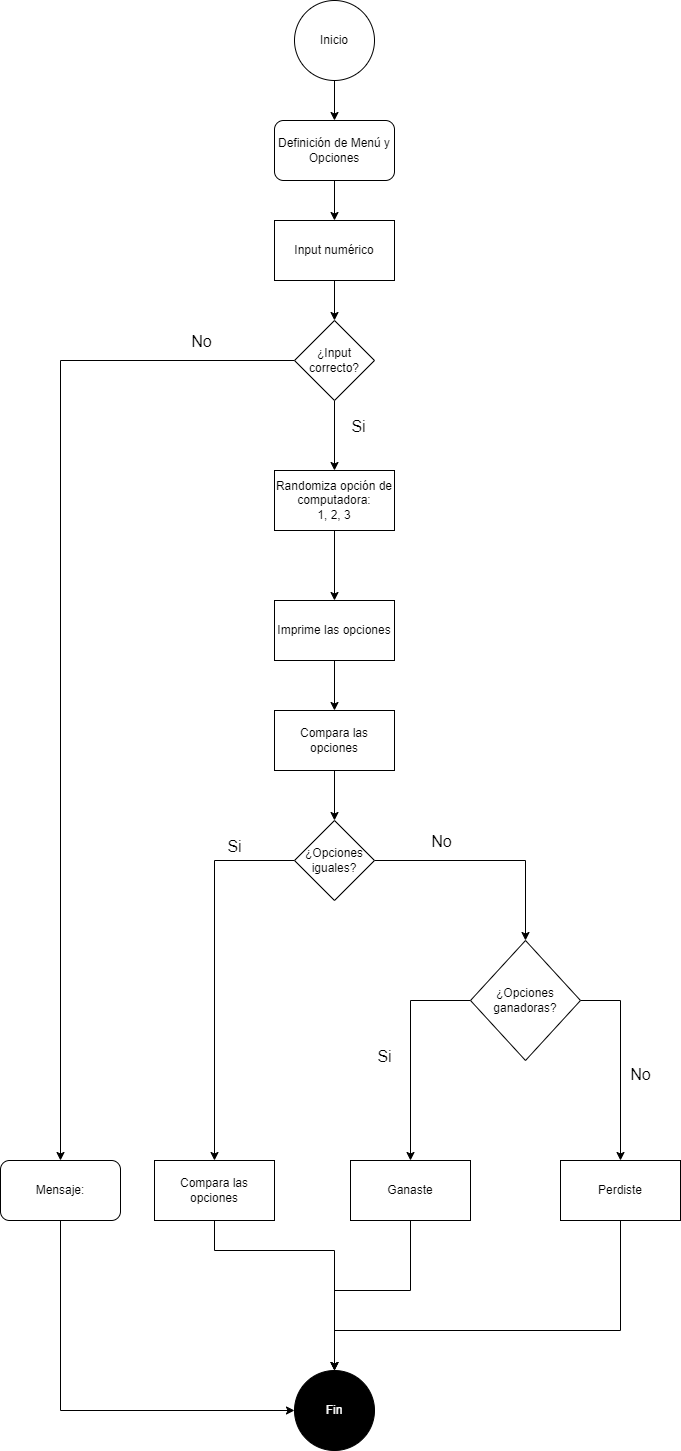 Inicio
Definición de Menú y
Opciones
Input numérico
¿Input
correcto?
No
Si
Randomiza opción de
computadora:
1, 2, 3
Imprime las opciones
Compara las
opciones
¿Opciones
iguales?
Si
No
¿Opciones
ganadoras?
Si
No
Mensaje:
Compara las
opciones
Ganaste
Perdiste
Fin